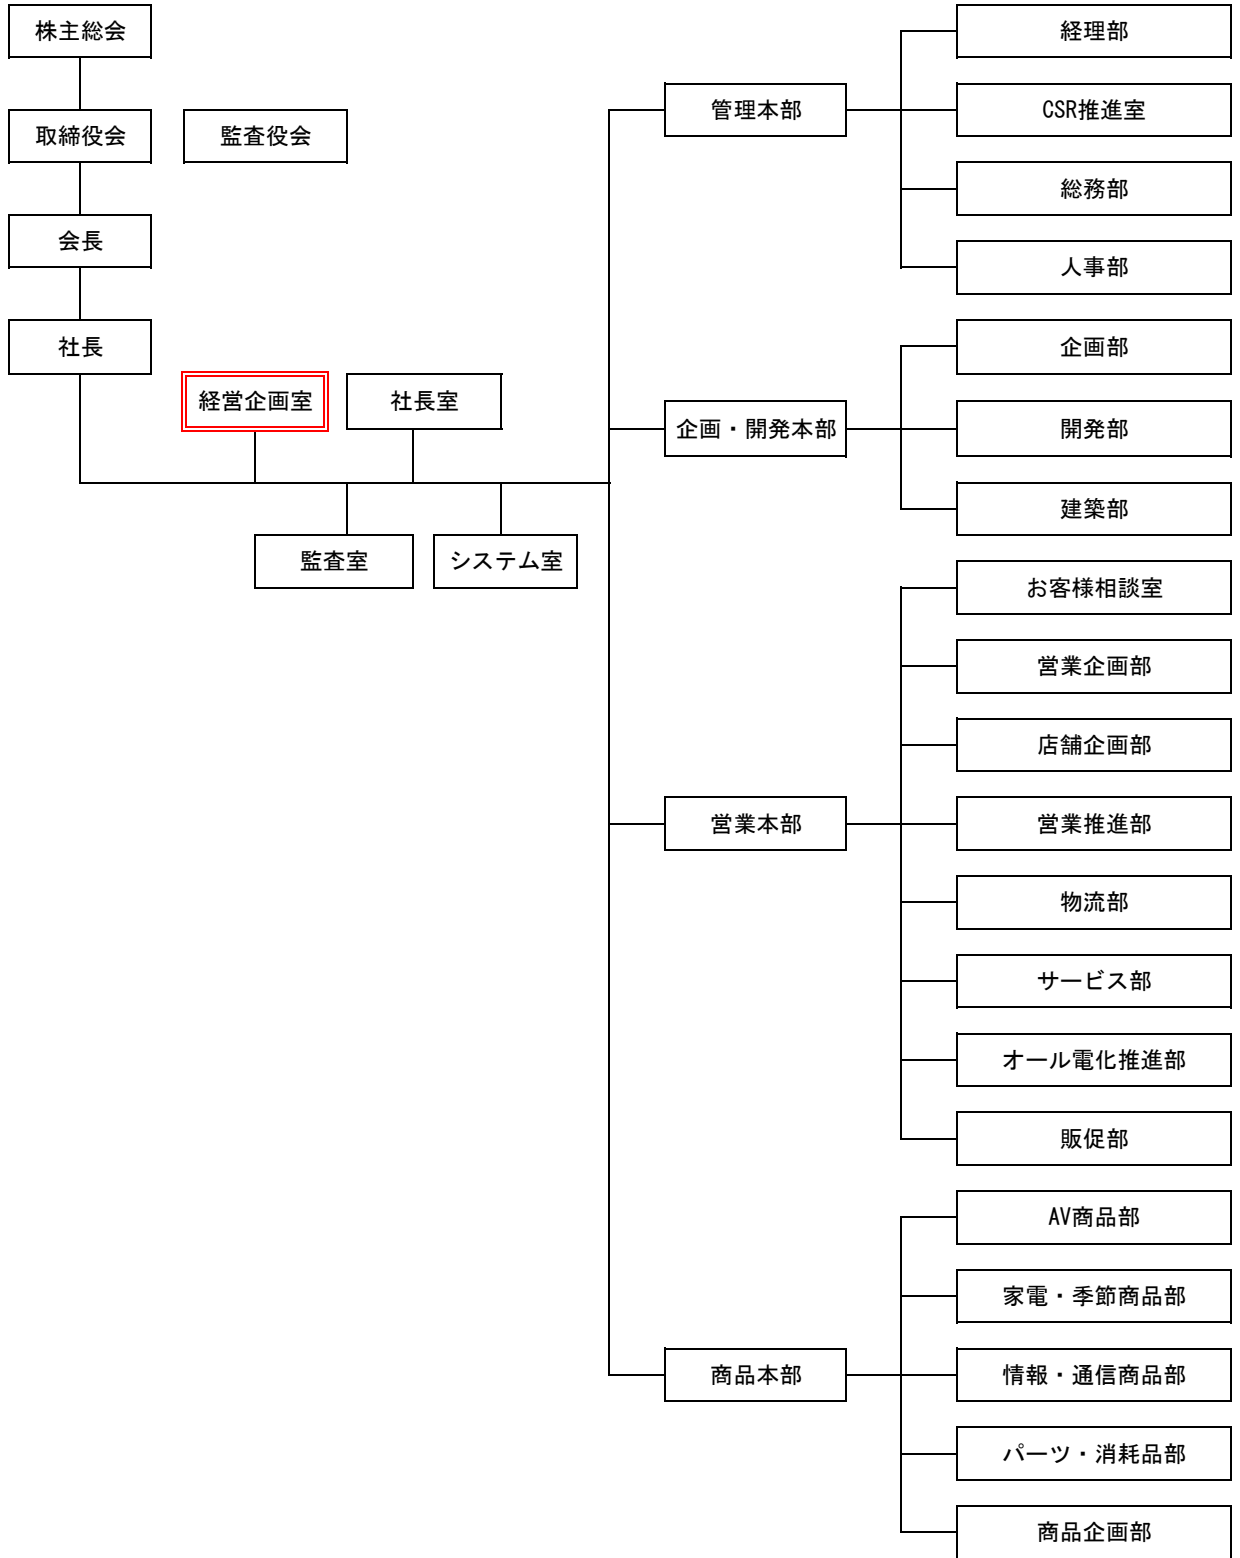 株主総会
取締役会
監査役会
会長
社長
経営企画室
社長室
監査室
システム室
管理本部
経理部
CSR推進室
総務部
人事部
企画・開発本部
企画部
開発部
建築部
営業本部
お客様相談室
営業企画部
店舗企画部
営業推進部
物流部
サービス部
オール電化推進部
販促部
商品本部
AV商品部
家電・季節商品部
情報・通信商品部
パーツ・消耗品部
商品企画部